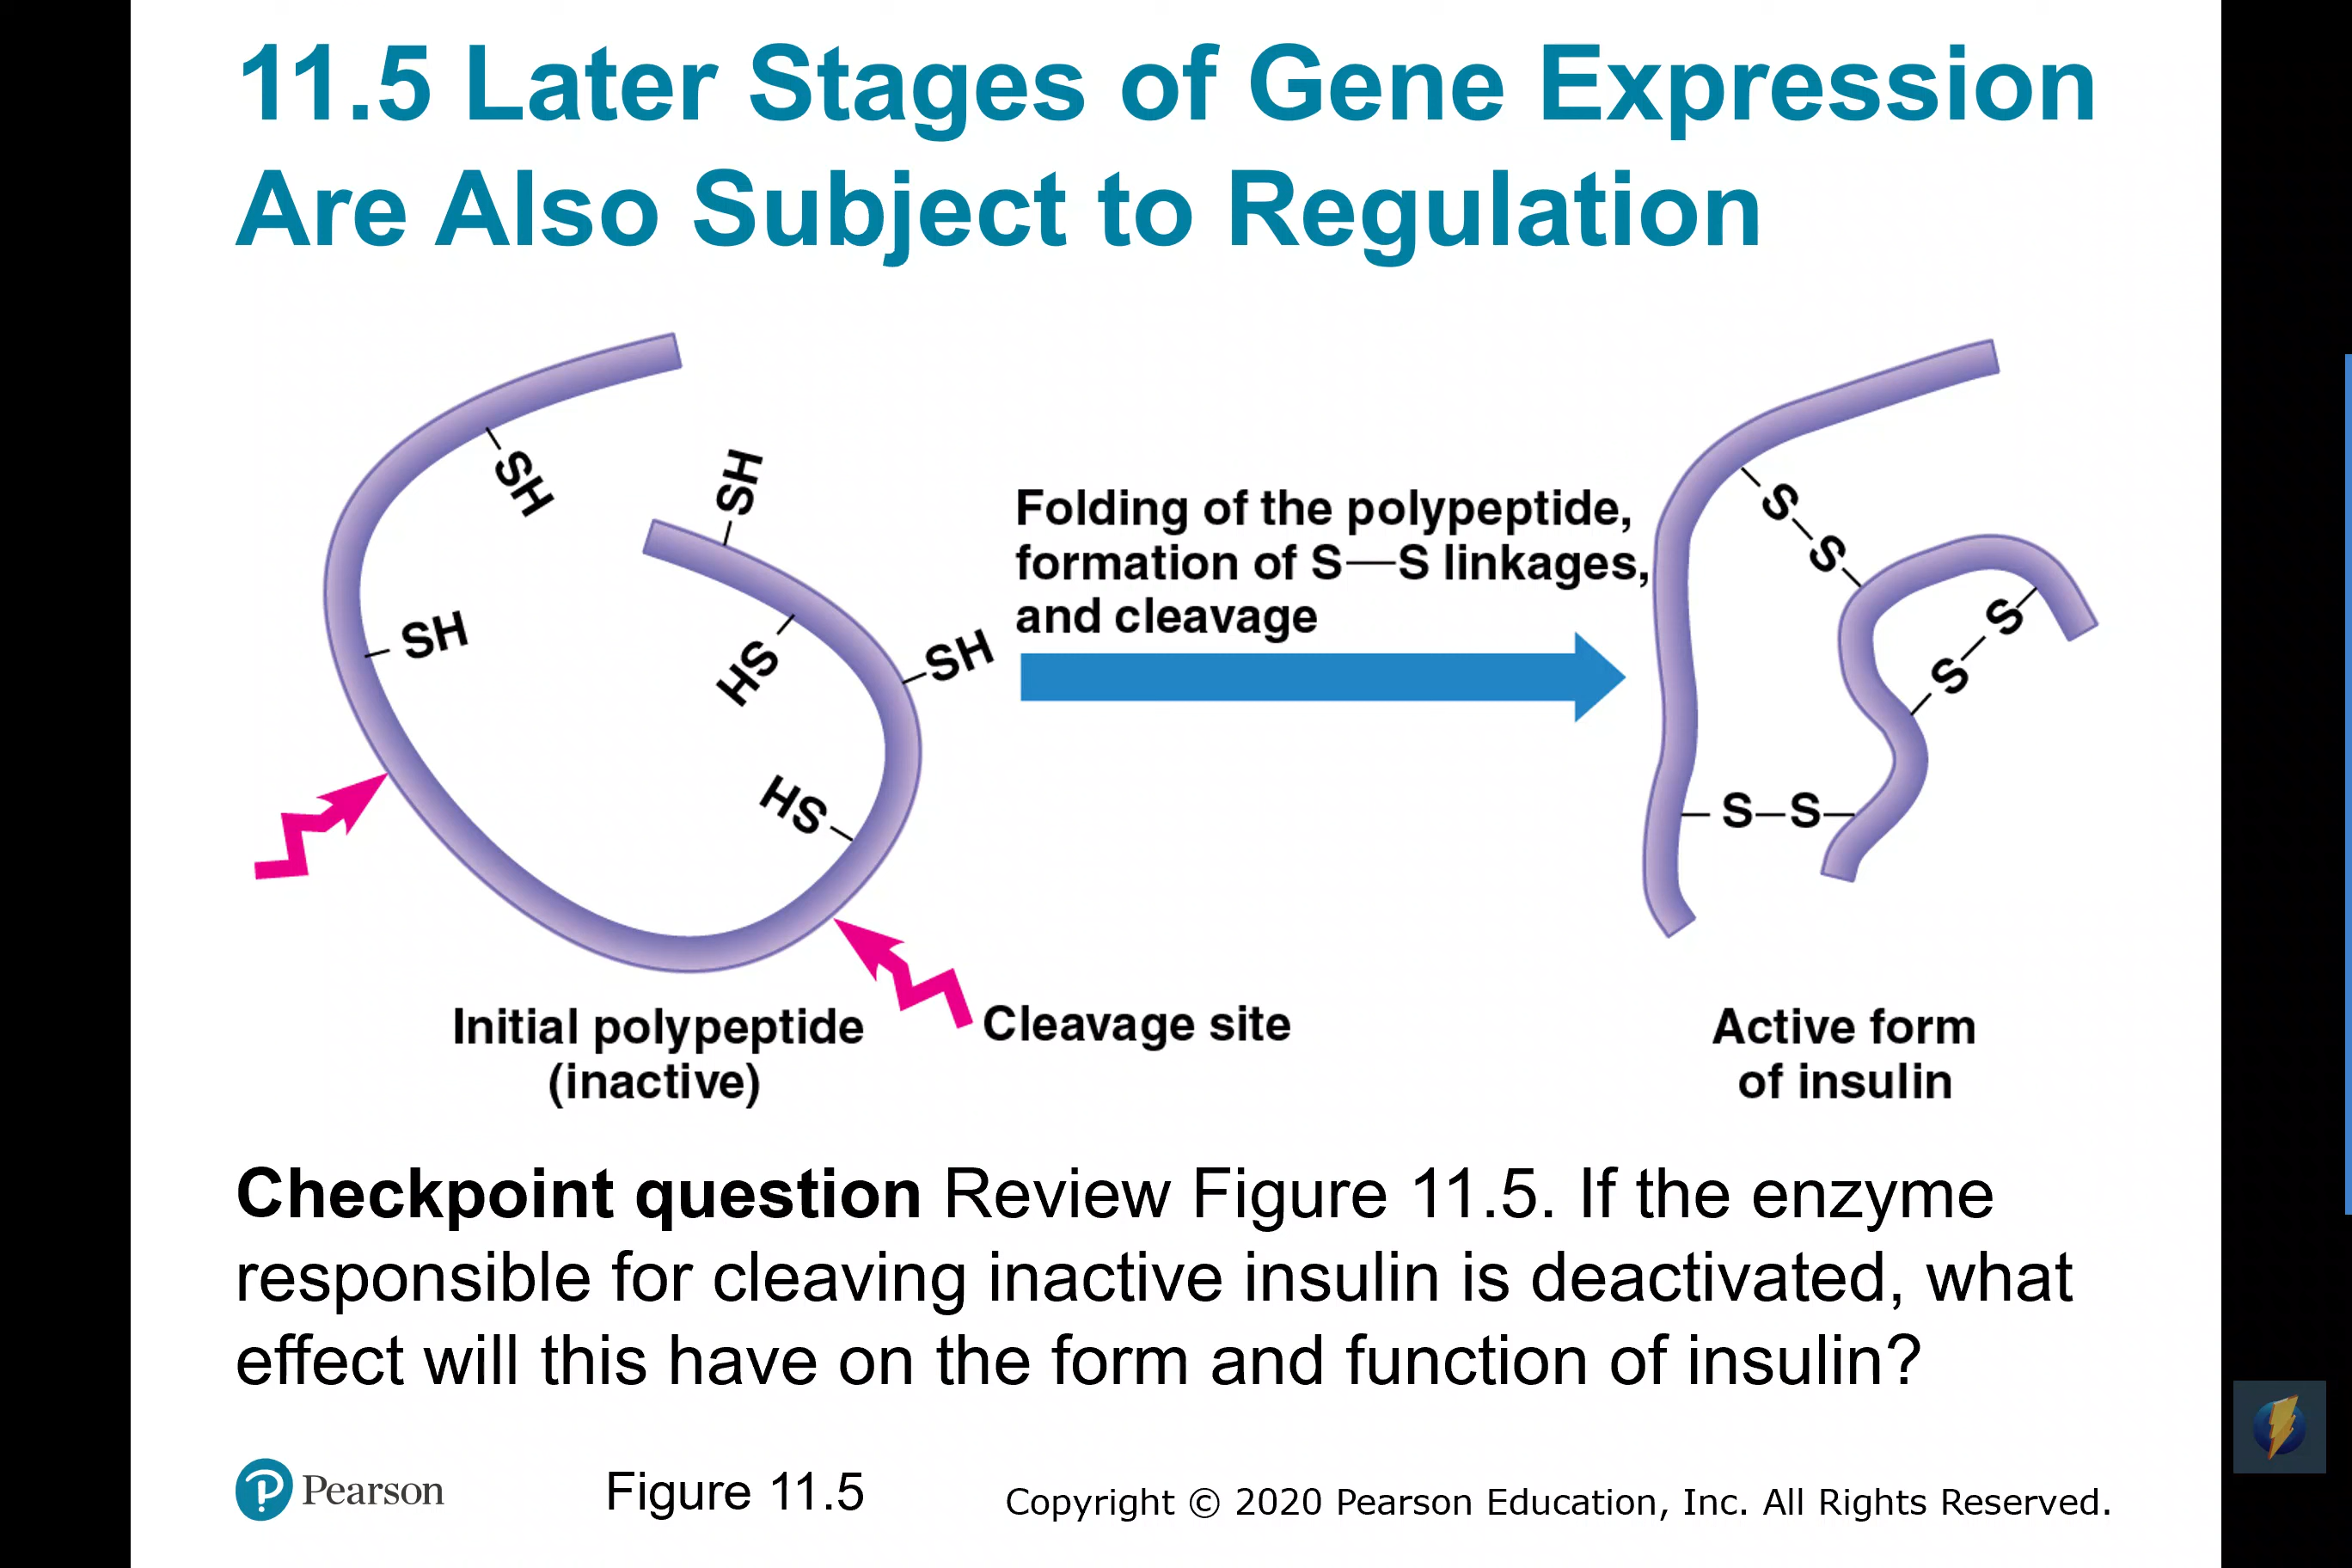 11.5 Later Stages of Gene Expression
Are Also Subject to Regulation
SH
SH
SH
HS
SH
HS
Folding of the polypeptide,
formation of S—S linkages,
and cleavage
S
S
S
S
S–S
Initial polypeptide
(inactive)
Cleavage site
Active form
of insulin
Checkpoint question Review Figure 11.5. If the enzyme
responsible for cleaving inactive insulin is deactivated, what
effect will this have on the form and function of insulin?
Pearson
Figure 11.5
Copyright © 2020 Pearson Education, Inc. All Rights Reserved.